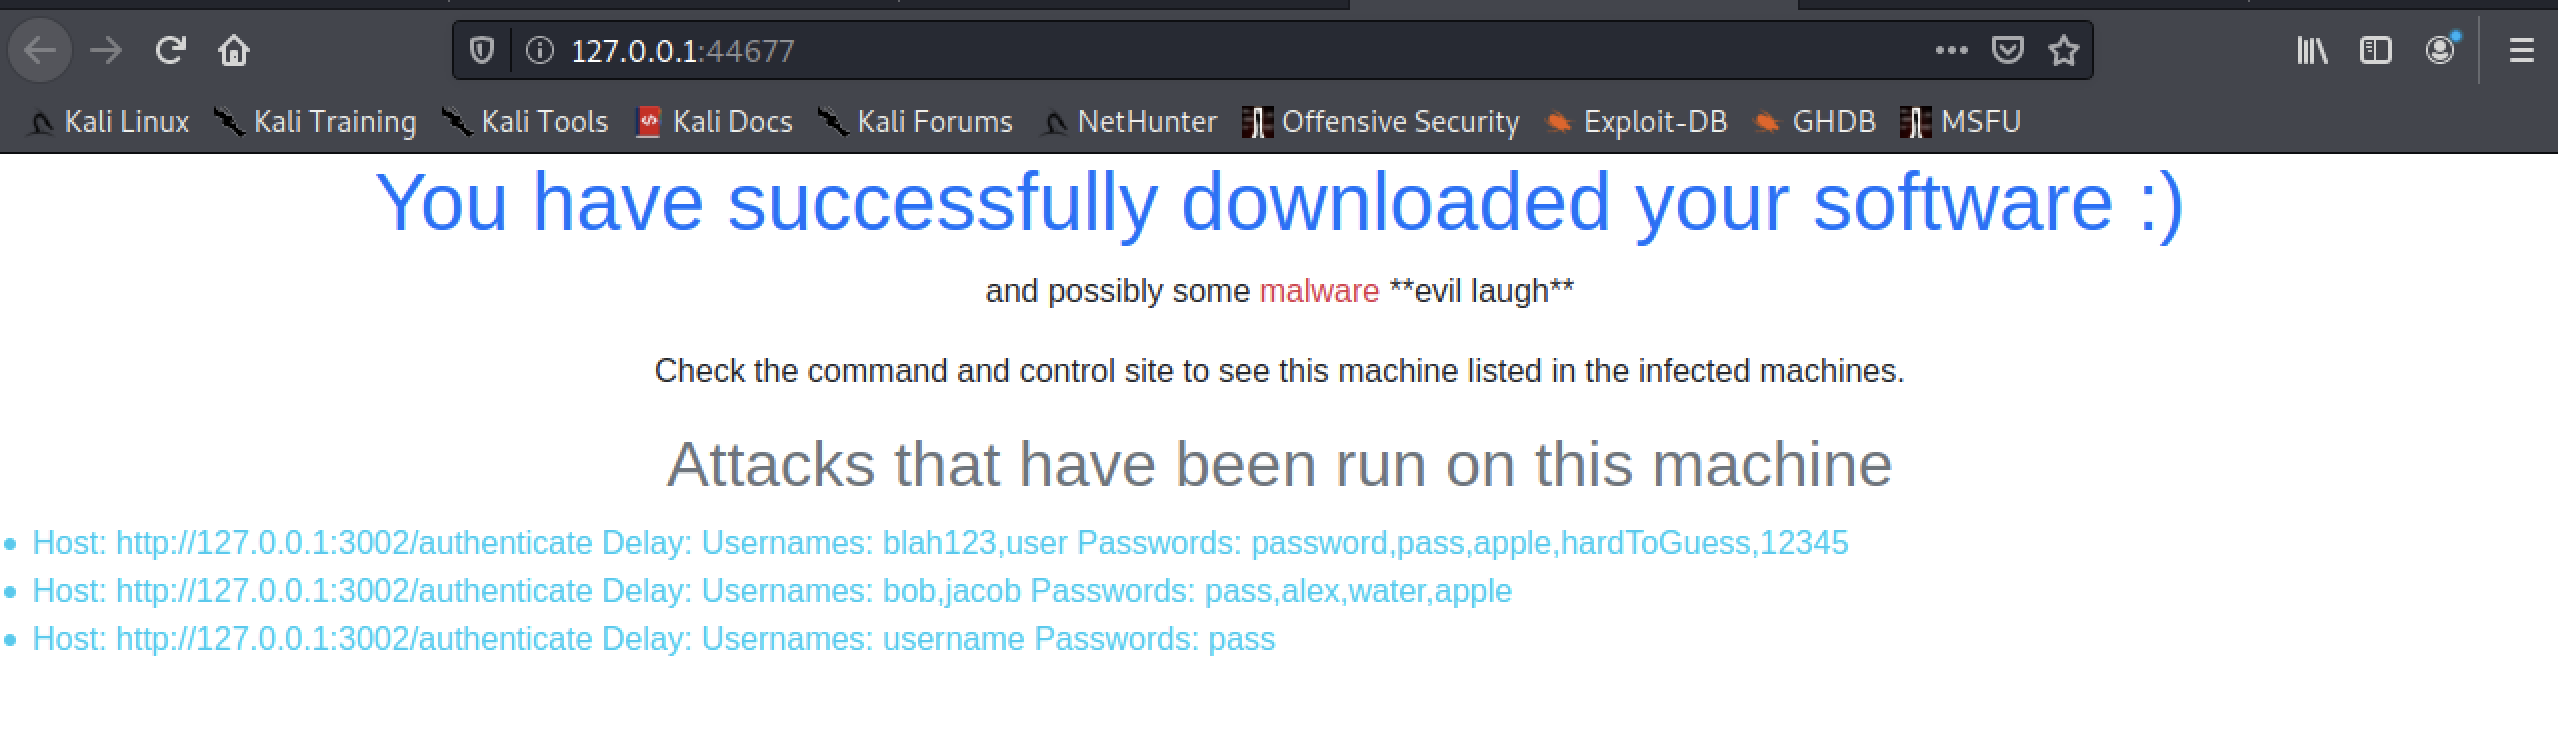 127.0.0.1:44677
Kali Linux Kali Training Kali Tools Kali Docs Kali Forums NetHunter Offensive Security Exploit-DB GHDB MSFU
You have successfully downloaded your software :)
and possibly some malware **evil laugh**
Check the command and control site to see this machine listed in the infected machines.
Attacks that have been run on this machine
• Host: http://127.0.0.1:3002/authenticate Delay: Usernames: blah123,user Passwords: password,pass,apple,hardToGuess,12345
• Host: http://127.0.0.1:3002/authenticate Delay: Usernames: bob,jacob Passwords: pass,alex,water,apple
• Host: http://127.0.0.1:3002/authenticate Delay: Usernames: username Passwords: pass